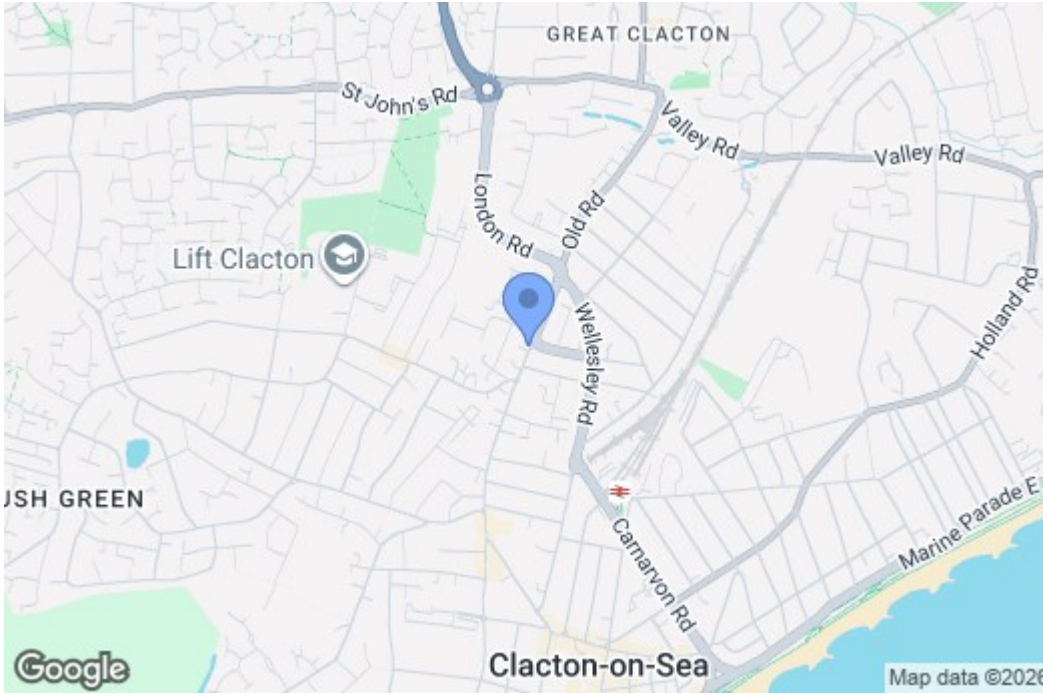 GREAT CLACTON
St John's Rd
Valley Rd
Valley Rd
London Rd
Old Rd
Lift Clacton
Wellesley Rd
Holland Rd
USH GREEN
Marine Parade E
Carnarvon Rd
Clacton-on-Sea
Google
Map data ©2026